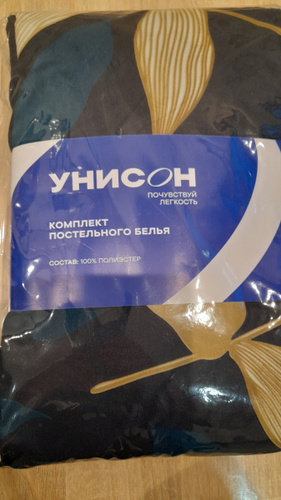 УНИСОН
ПОЧУВСТВУЙ
ЛЕГКОСТЬ
КОМПЛЕКТ
ПОСТЕЛЬНОГО БЕЛЬЯ
СОСТАВ: 100% ПОЛИЭСТЕР